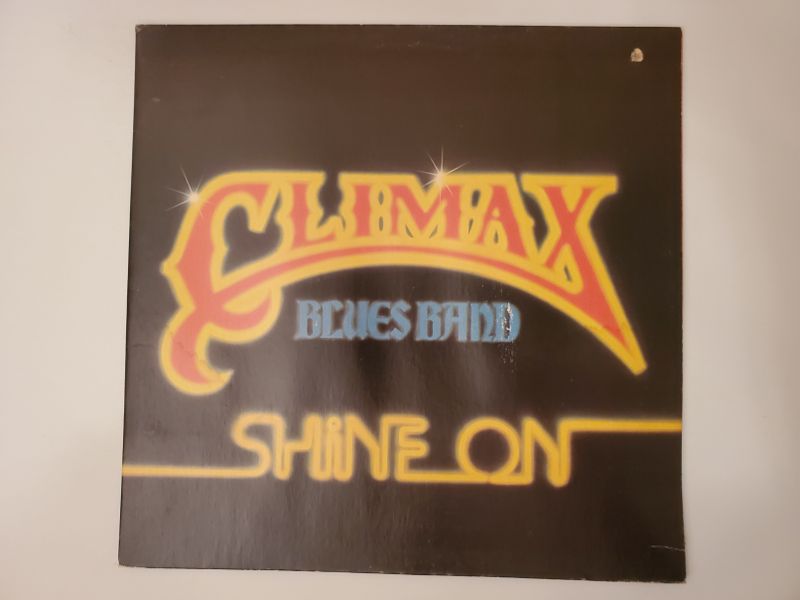 CLIMAX
BLUES BAND
SHiNE ON